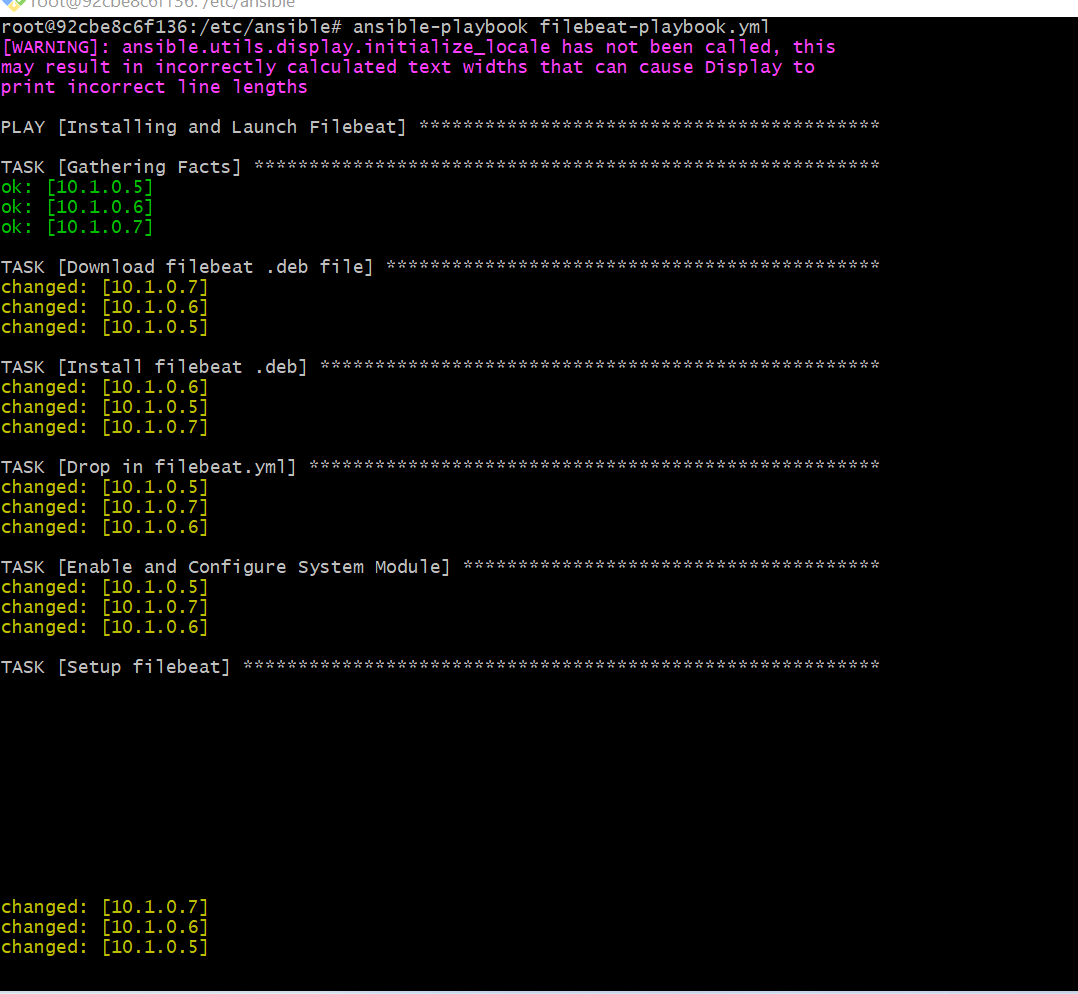 root@92cbe8c6f136: /etc/ansible
root@92cbe8c6f136:/etc/ansible# ansible-playbook filebeat-playbook.yml
[WARNING]: ansible.utils.display.initialize_locale has not been called, this
may result in incorrectly calculated text widths that can cause Display to
print incorrect line lengths
PLAY [Installing and Launch Filebeat] ******************************************
TASK [Gathering Facts] *********************************************************
ok: [10.1.0.5]
ok: [10.1.0.6]
ok: [10.1.0.7]
TASK [Download filebeat .deb file] *********************************************
changed: [10.1.0.7]
changed: [10.1.0.6]
changed: [10.1.0.5]
TASK [Install filebeat .deb] ***************************************************
changed: [10.1.0.6]
changed: [10.1.0.5]
changed: [10.1.0.7]
TASK [Drop in filebeat.yml] ****************************************************
changed: [10.1.0.5]
changed: [10.1.0.7]
changed: [10.1.0.6]
TASK [Enable and Configure System Module] **************************************
changed: [10.1.0.5]
changed: [10.1.0.7]
changed: [10.1.0.6]
TASK [Setup filebeat] **********************************************************
changed: [10.1.0.7]
changed: [10.1.0.6]
changed: [10.1.0.5]